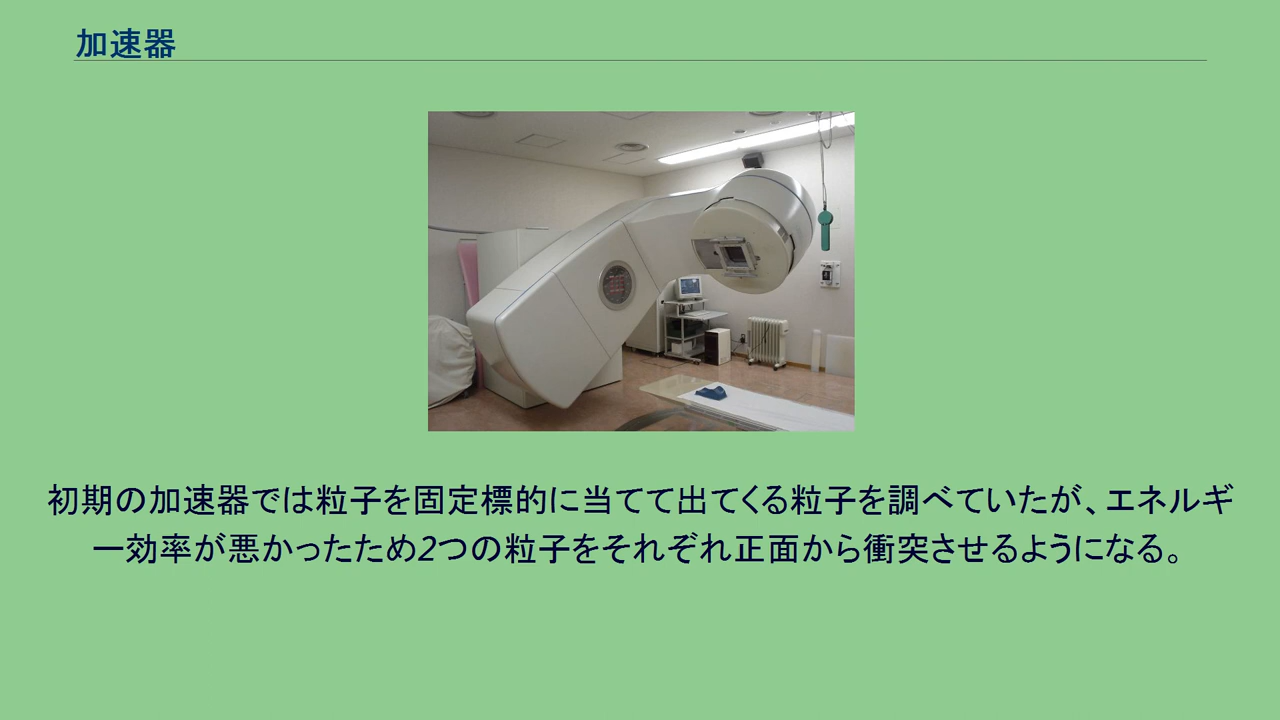 加速器
初期の加速器では粒子を固定標的に当てて出てくる粒子を調べていたが、エネルギ
ー効率が悪かったため2つの粒子をそれぞれ正面から衝突させるようになる。